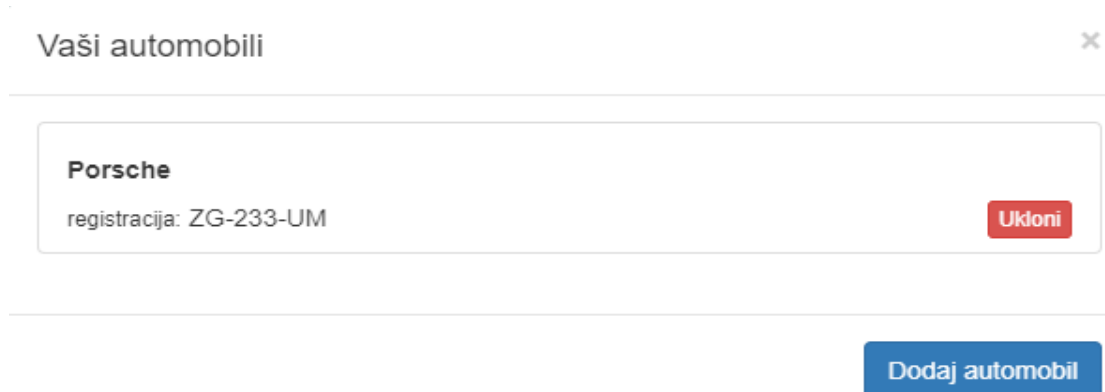 Vaši automobili ×
Porsche
registracija: ZG-233-UM
Ukloni
Dodaj automobil